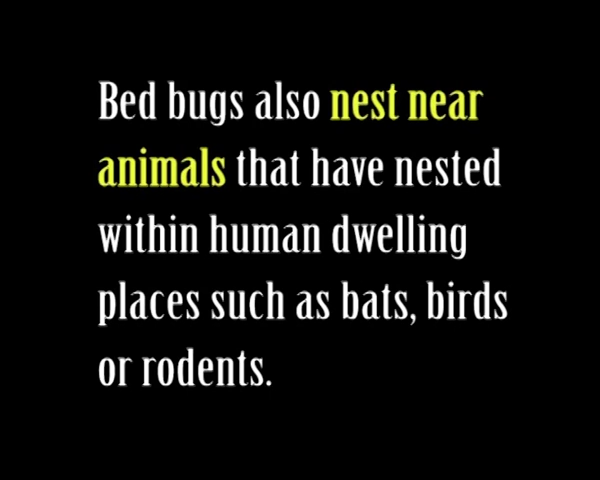 Bed bugs also nest near
animals that have nested
within human dwelling
places such as bats, birds
or rodents.